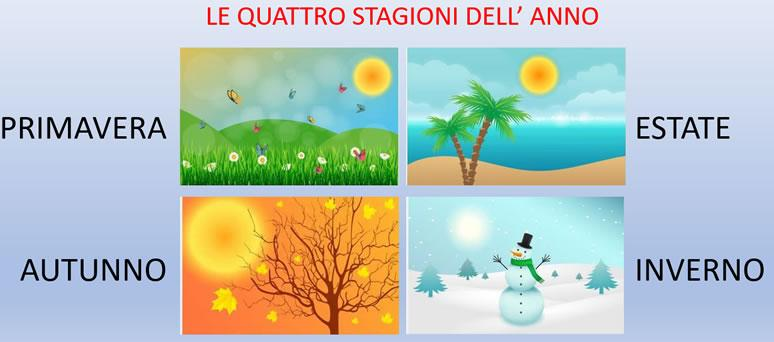 LE QUATTRO STAGIONI DELL’ ANNO
PRIMAVERA
ESTATE
AUTUNNO
INVERNO